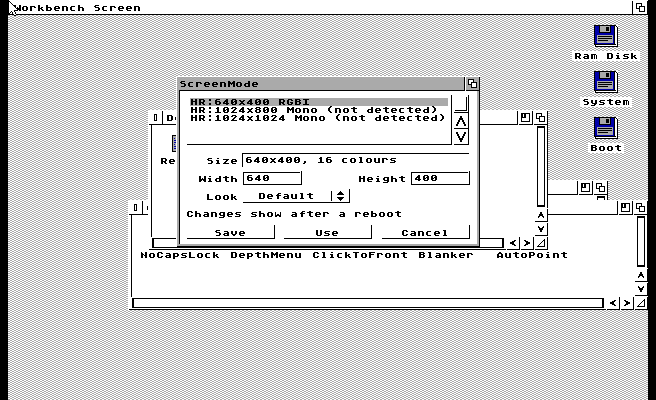 Workbench Screen
Ram Disk
System
Boot
ScreenMode
HR:640x400 RGBI
HR:1024x800 Mono (not detected)
HR:1024x1024 Mono (not detected)
Size 640x400, 16 colours
Width 640 Height 400
Look Default
Changes show after a reboot
Save Use Cancel
NoCapsLock DepthMenu ClickToFront Blanker AutoPoint